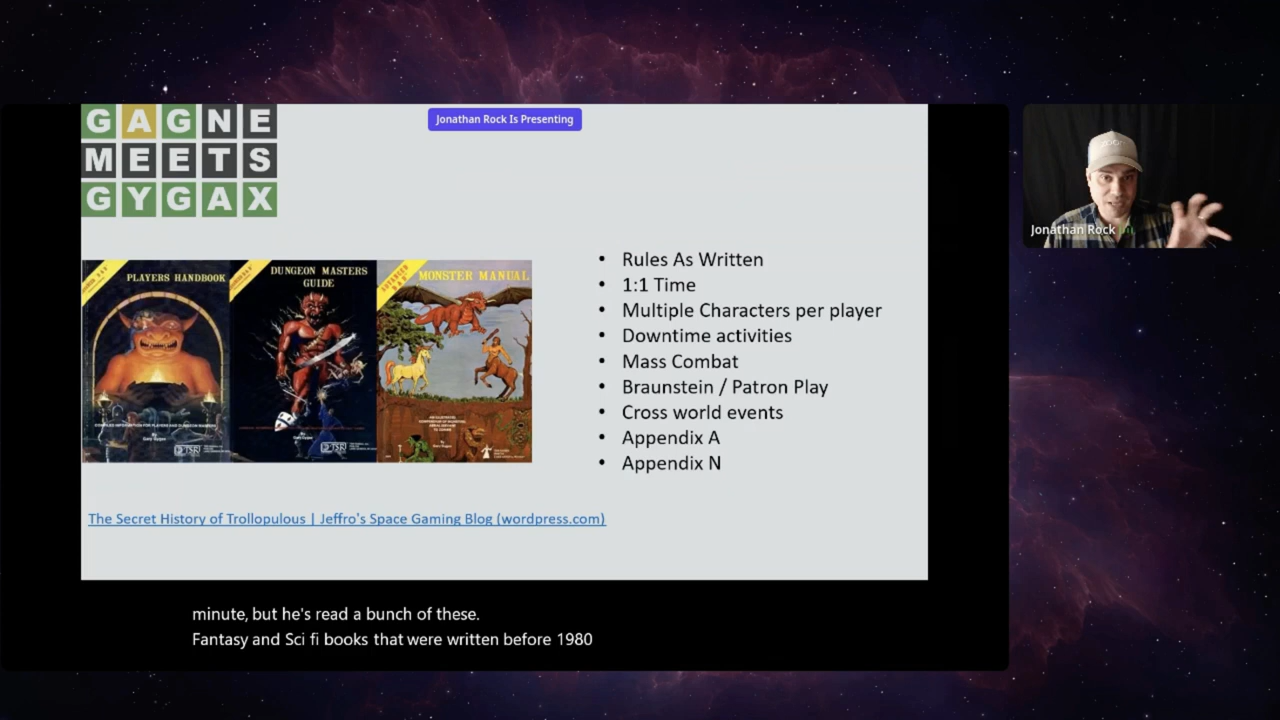 GAGNE
MEETS
GYGAX
Jonathan Rock Is Presenting
Jonathan Rock
PLAYERS HANDBOOK
DUNGEON MASTERS
GUIDE
MONSTER MANUAL
• Rules As Written
• 1:1 Time
• Multiple Characters per player
• Downtime activities
• Mass Combat
• Braunstein / Patron Play
• Cross world events
• Appendix A
• Appendix N
The Secret History of Trollopulous | Jeffro's Space Gaming Blog (wordpress.com)
minute, but he's read a bunch of these.
Fantasy and Sci fi books that were written before 1980